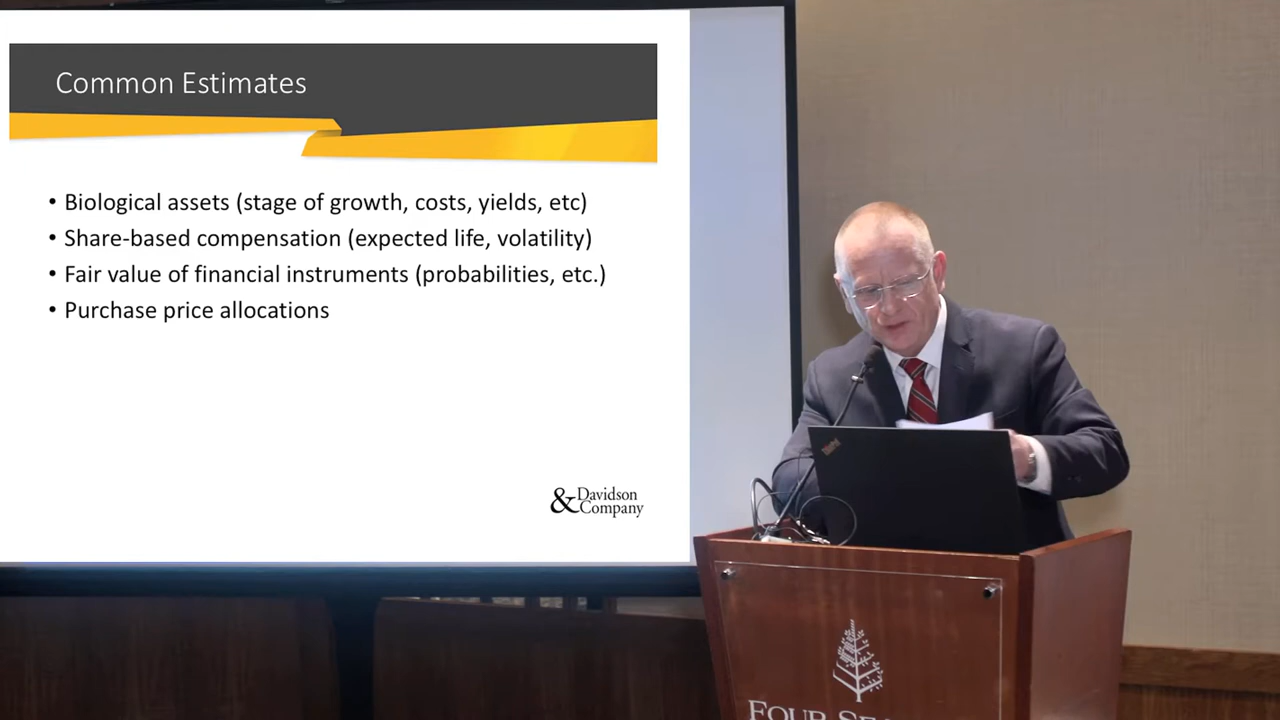 Common Estimates
• Biological assets (stage of growth, costs, yields, etc)
• Share-based compensation (expected life, volatility)
• Fair value of financial instruments (probabilities, etc.)
• Purchase price allocations
& Davidson
Company
FOUR